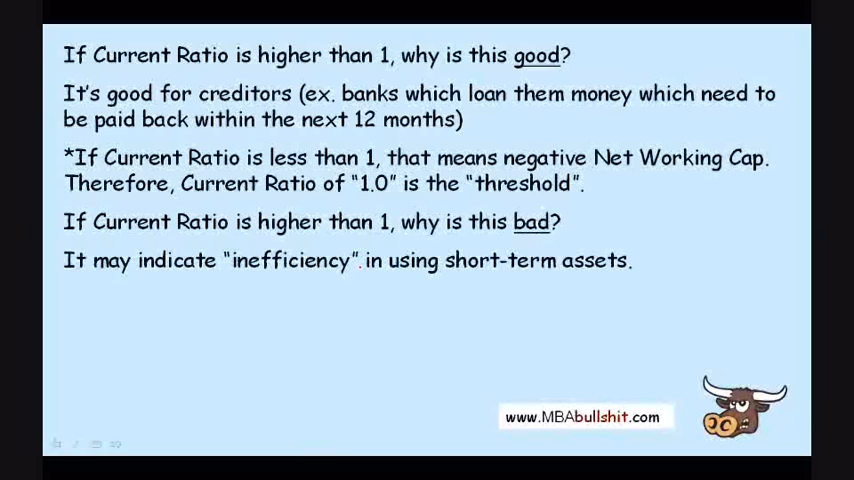 If Current Ratio is higher than 1, why is this good?
It's good for creditors (ex. banks which loan them money which need to
be paid back within the next 12 months)
*If Current Ratio is less than 1, that means negative Net Working Cap.
Therefore, Current Ratio of “1.0” is the “threshold”.
If Current Ratio is higher than 1, why is this bad?
It may indicate “inefficiency” in using short-term assets.
www.MBAbullshit.com